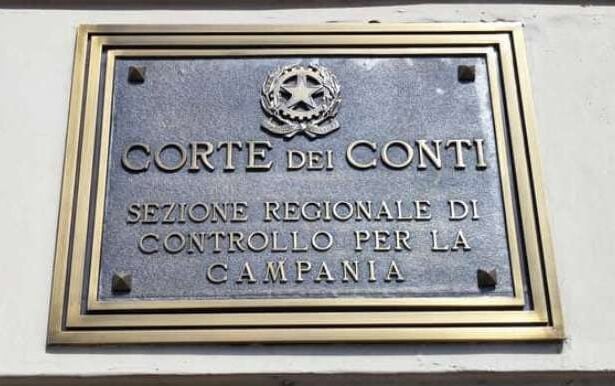 CORTE DEI CONTI
SEZIONE REGIONALE DI
CONTROLLO PER LA
CAMPANIA